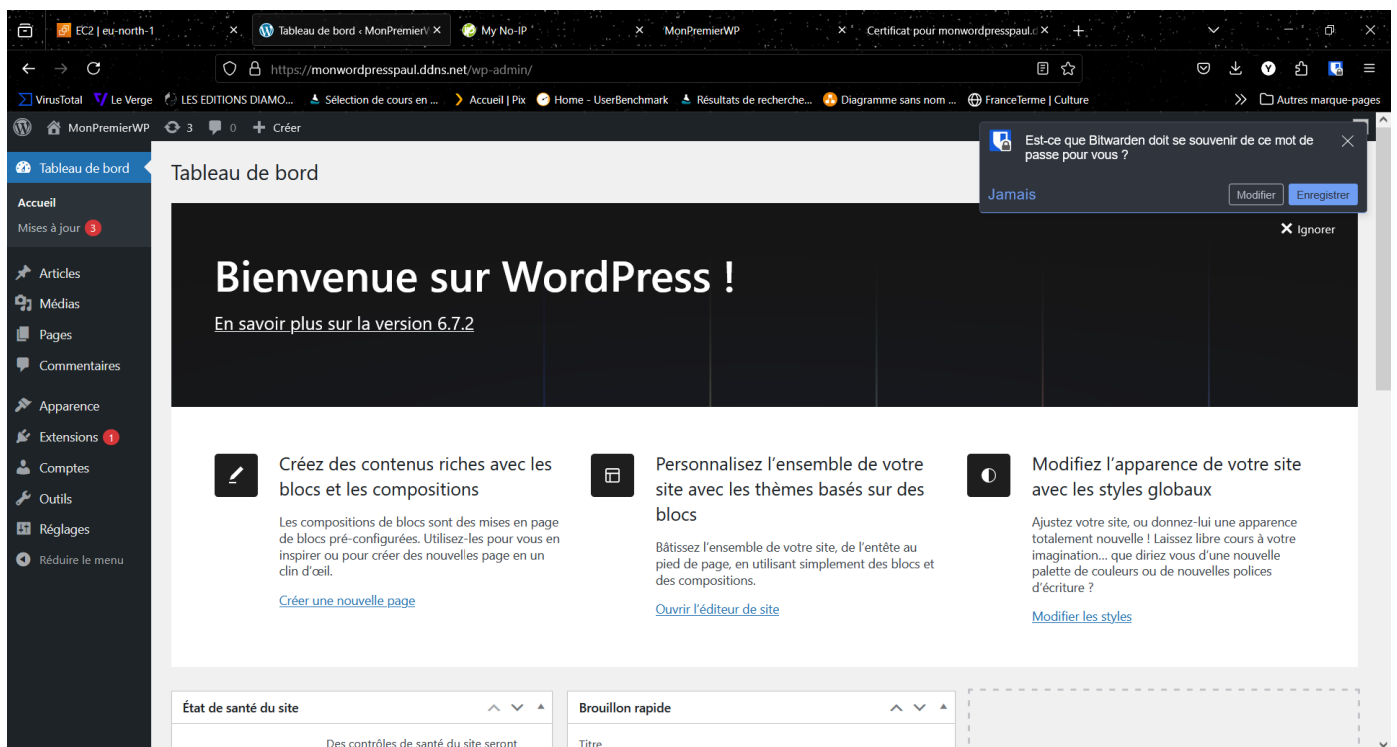 EC2 | eu-north-1
Tableau de bord ‹ MonPremierW
My No-IP
MonPremierWP
Certificat pour monwordpresspaul.d
https://monwordpresspaul.ddns.net/wp-admin/
VirusTotal
Le Verge
LES EDITIONS DIAMO...
Sélection de cours en ...
Accueil | Pix
Home - UserBenchmark
Résultats de recherche...
Diagramme sans nom ...
FranceTerme | Culture
Autres marque-pages
MonPremierWP
3
0
Créer
Est-ce que Bitwarden doit se souvenir de ce mot de
passe pour vous ?
Jamais
Modifier
Enregistrer
Tableau de bord
Accueil
Mises à jour 3
Articles
Médias
Pages
Commentaires
Apparence
Extensions 1
Comptes
Outils
Réglages
Réduire le menu
Tableau de bord
Ignorer
Bienvenue sur WordPress !
En savoir plus sur la version 6.7.2
Créez des contenus riches avec les
blocs et les compositions
Les compositions de blocs sont des mises en page
de blocs pré-configurées. Utilisez-les pour vous en
inspirer ou pour créer des nouvelles page en un
clin d'œil.
Créer une nouvelle page
Personnalisez l'ensemble de votre
site avec les thèmes basés sur des
blocs
Bâtissez l'ensemble de votre site, de l'entête au
pied de page, en utilisant simplement des blocs et
des compositions.
Ouvrir l'éditeur de site
Modifiez l'apparence de votre site
avec les styles globaux
Ajustez votre site, ou donnez-lui une apparence
totalement nouvelle ! Laissez libre cours à votre
imagination... que diriez vous d'une nouvelle
palette de couleurs ou de nouvelles polices
d'écriture ?
Modifier les styles
État de santé du site
Des contrôles de santé du site seront
Brouillon rapide
Titre